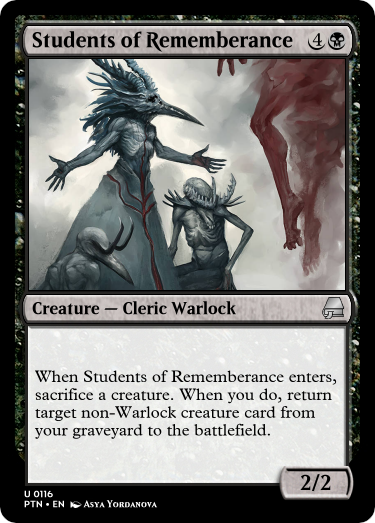 Students of Rememberance 4
Creature — Cleric Warlock
When Students of Rememberance enters,
sacrifice a creature. When you do, return
target non-Warlock creature card from
your graveyard to the battlefield.
2/2
U 0116
PTN • EN Asya Yordanova